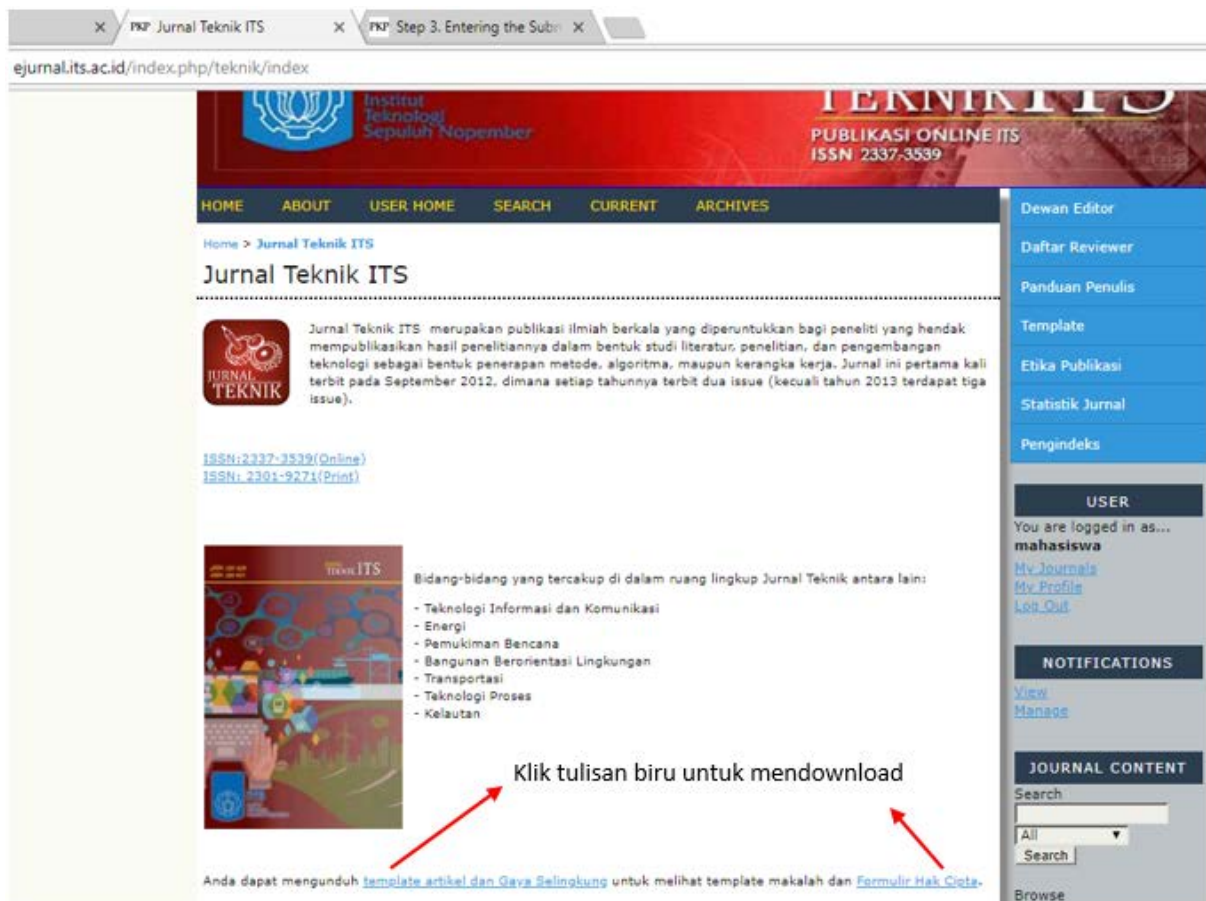 PKP Jurnal Teknik ITS
PKP Step 3. Entering the Subm
ejurnal.its.ac.id/index.php/teknik/index
Institut
Teknologi
Sepuluh Nopember
TEKNIK ITS
PUBLIKASI ONLINE ITS
ISSN 2337-3539
HOME ABOUT USER HOME SEARCH CURRENT ARCHIVES
Home > Jurnal Teknik ITS
Jurnal Teknik ITS
JURNAL
TEKNIK
Jurnal Teknik ITS merupakan publikasi ilmiah berkala yang diperuntukkan bagi peneliti yang hendak
mempublikasikan hasil penelitiannya dalam bentuk studi literatur, penelitian, dan pengembangan
teknologi sebagai bentuk penerapan metode, algoritma, maupun kerangka kerja. Jurnal ini pertama kali
terbit pada September 2012, dimana setiap tahunnya terbit dua issue (kecuali tahun 2013 terdapat tiga
issue).
ISSN:2337-3539(Online)
ISSN: 2301-9271(Print)
TEKNIK ITS
Bidang-bidang yang tercakup di dalam ruang lingkup Jurnal Teknik antara lain:
- Teknologi Informasi dan Komunikasi
- Energi
- Pemukiman Bencana
- Bangunan Berorientasi Lingkungan
- Transportasi
- Teknologi Proses
- Kelautan
Klik tulisan biru untuk mendownload
Anda dapat mengunduh template artikel dan Gaya Selingkung untuk melihat template makalah dan Formulir Hak Cipta.
Dewan Editor
Daftar Reviewer
Panduan Penulis
Template
Etika Publikasi
Statistik Jurnal
Pengindeks
USER
You are logged in as...
mahasiswa
My Journals
My Profile
Log Out
NOTIFICATIONS
View
Manage
JOURNAL CONTENT
Search
All
Search
Browse